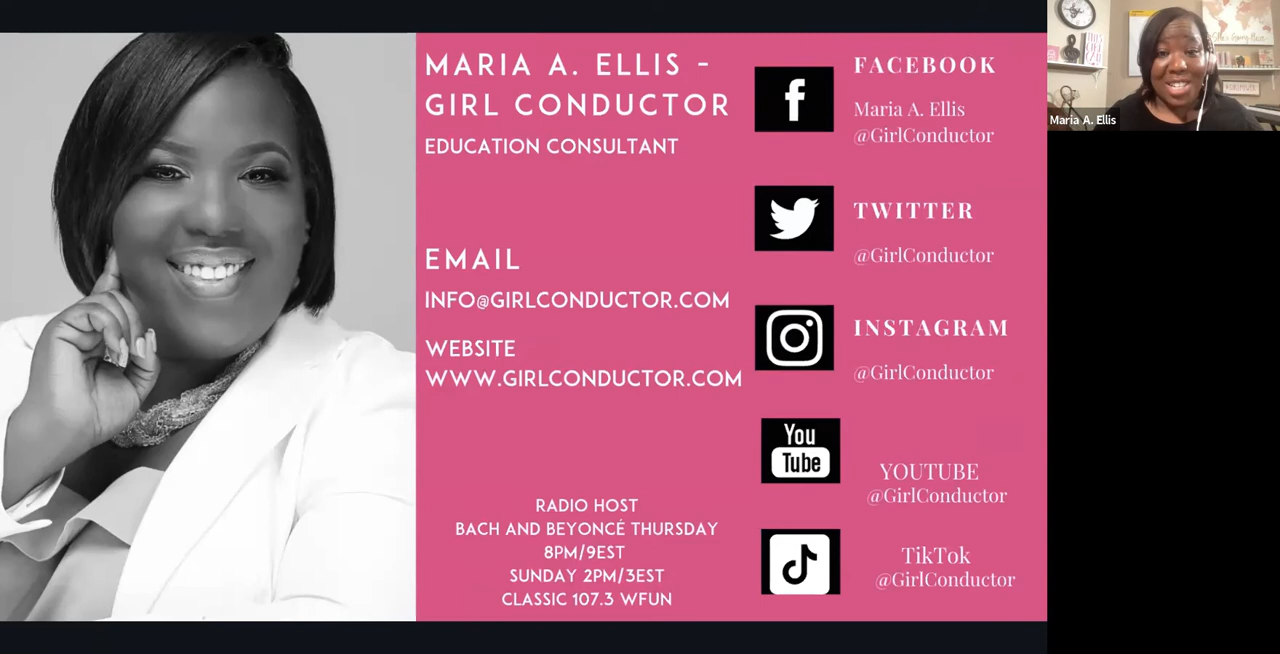 MARIA A. ELLIS -
GIRL CONDUCTOR
EDUCATION CONSULTANT
EMAIL
INFO@GIRLCONDUCTOR.COM
WEBSITE
WWW.GIRLCONDUCTOR.COM
RADIO HOST
BACH AND BEYONCÉ THURSDAY
8PM/9EST
SUNDAY 2PM/3EST
CLASSIC 107.3 WFUN
f
FACEBOOK
Maria A. Ellis
@GirlConductor
TWITTER
@GirlConductor
INSTAGRAM
@GirlConductor
You
Tube
YOUTUBE
@GirlConductor
TikTok
@GirlConductor
Maria A. Ellis